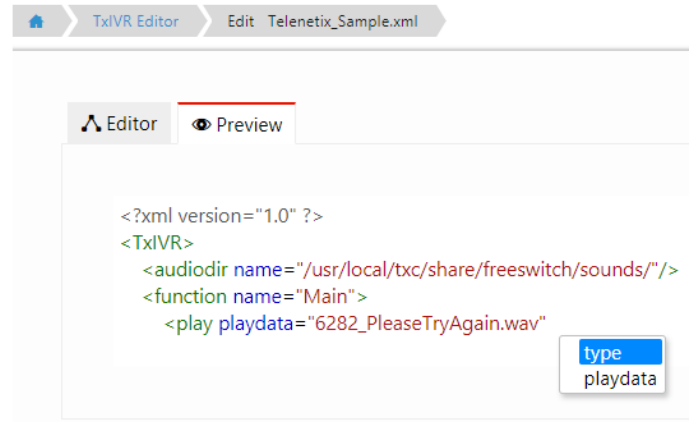 TxIVR Editor Edit Telenetix_Sample.xml
Editor Preview
<?xml version="1.0" ?>
<TxIVR>
<audiodir name="/usr/local/txc/share/freeswitch/sounds/"/>
<function name="Main">
<play playdata="6282_PleaseTryAgain.wav"
type
playdata